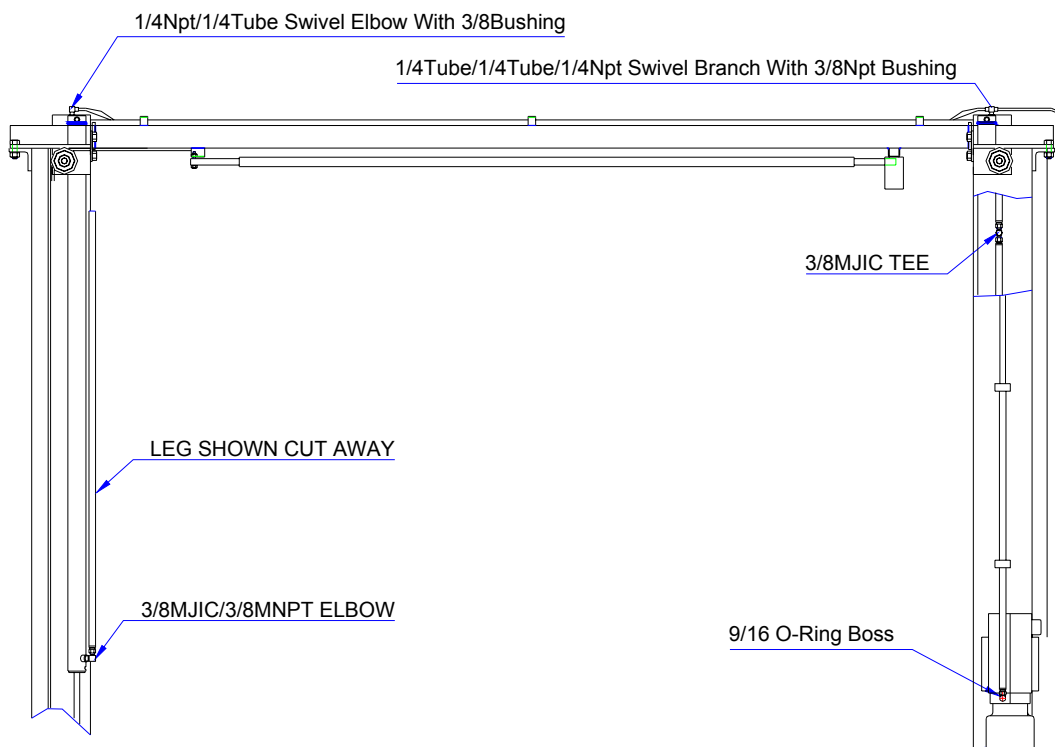 1/4Npt/1/4Tube Swivel Elbow With 3/8Bushing
1/4Tube/1/4Tube/1/4Npt Swivel Branch With 3/8Npt Bushing
3/8MJIC TEE
LEG SHOWN CUT AWAY
3/8MJIC/3/8MNPT ELBOW
9/16 O-Ring Boss